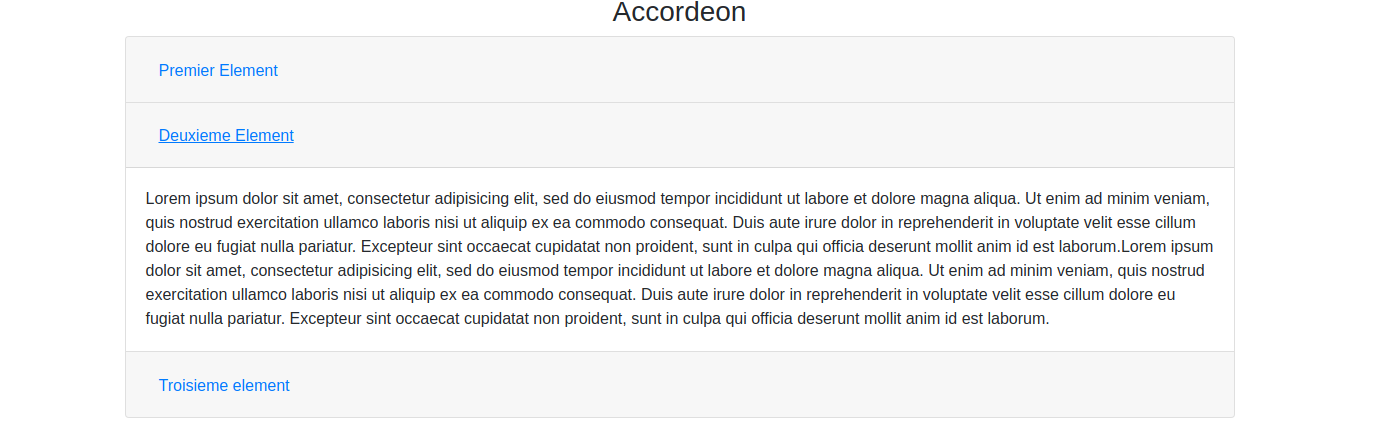 Accordeon
Premier Element
Deuxieme Element
Lorem ipsum dolor sit amet, consectetur adipisicing elit, sed do eiusmod tempor incididunt ut labore et dolore magna aliqua. Ut enim ad minim veniam,
quis nostrud exercitation ullamco laboris nisi ut aliquip ex ea commodo consequat. Duis aute irure dolor in reprehenderit in voluptate velit esse cillum
dolore eu fugiat nulla pariatur. Excepteur sint occaecat cupidatat non proident, sunt in culpa qui officia deserunt mollit anim id est laborum.Lorem ipsum
dolor sit amet, consectetur adipisicing elit, sed do eiusmod tempor incididunt ut labore et dolore magna aliqua. Ut enim ad minim veniam, quis nostrud
exercitation ullamco laboris nisi ut aliquip ex ea commodo consequat. Duis aute irure dolor in reprehenderit in voluptate velit esse cillum dolore eu
fugiat nulla pariatur. Excepteur sint occaecat cupidatat non proident, sunt in culpa qui officia deserunt mollit anim id est laborum.
Troisieme element